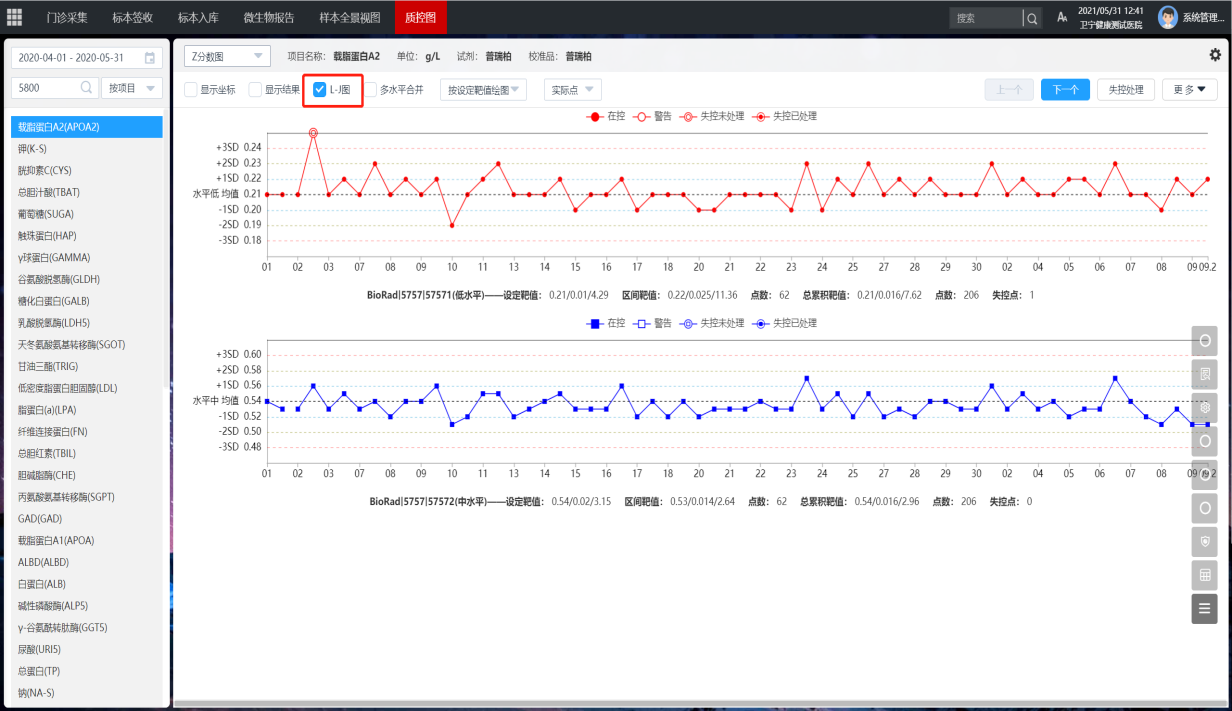 门诊采集 标本签收 标本入库 微生物报告 样本全景视图 质控图 搜索 2021/05/31 12:41 系统管理...
卫宁健康测试医院
2020-04-01 - 2020-05-31
5800 按项目
载脂蛋白A2(APOA2)
钾(K-S)
胱抑素C(CYS)
总胆汁酸(TBAT)
葡萄糖(SUGA)
触珠蛋白(HAP)
γ球蛋白(GAMMA)
谷氨酸脱氢酶(GLDH)
糖化白蛋白(GALB)
乳酸脱氢酶(LDH5)
天冬氨酸氨基转移酶(SGOT)
甘油三酯(TRIG)
低密度脂蛋白胆固醇(LDL)
脂蛋白(a)(LPA)
纤维连接蛋白(FN)
总胆红素(TBIL)
胆碱脂酶(CHE)
丙氨酸氨基转移酶(SGPT)
GAD(GAD)
载脂蛋白A1(APOA)
ALBD(ALBD)
白蛋白(ALB)
碱性磷酸酶(ALP5)
γ-谷氨酰转肽酶(GGT5)
尿酸(URI5)
总蛋白(TP)
钠(NA-S)
Z分数图 项目名称: 载脂蛋白A2 单位: g/L 试剂: 普瑞柏 校准品: 普瑞柏
显示坐标 显示结果 L-J图 多水平合并 按设定靶值绘图 实际点 上一个 下一个 失控处理 更多
在控 警告 失控未处理 失控已处理
+3SD 0.24
+2SD 0.23
+1SD 0.22
水平低 均值 0.21
-1SD 0.20
-2SD 0.19
-3SD 0.18
01 02 03 07 08 09 10 11 14 15 16 17 18 20 21 22 23 24 25 27 28 29 30 02 04 05 06 07 08 09 09.2
BioRad|5757|57571(低水平)——设定靶值: 0.21/0.01/4.29 区间靶值: 0.22/0.025/11.36 点数: 62 总累积靶值: 0.21/0.016/7.62 点数: 206 失控点: 1
在控 警告 失控未处理 失控已处理
+3SD 0.60
+2SD 0.58
+1SD 0.56
水平中 均值 0.54
-1SD 0.52
-2SD 0.50
-3SD 0.48
01 02 03 07 08 09 10 11 14 15 16 17 18 20 21 22 23 24 25 27 28 29 30 02 04 05 06 07 08
BioRad|5757|57572(中水平)——设定靶值: 0.54/0.02/3.15 区间靶值: 0.53/0.014/2.64 点数: 62 总累积靶值: 0.54/0.016/2.96 点数: 206 失控点: 0